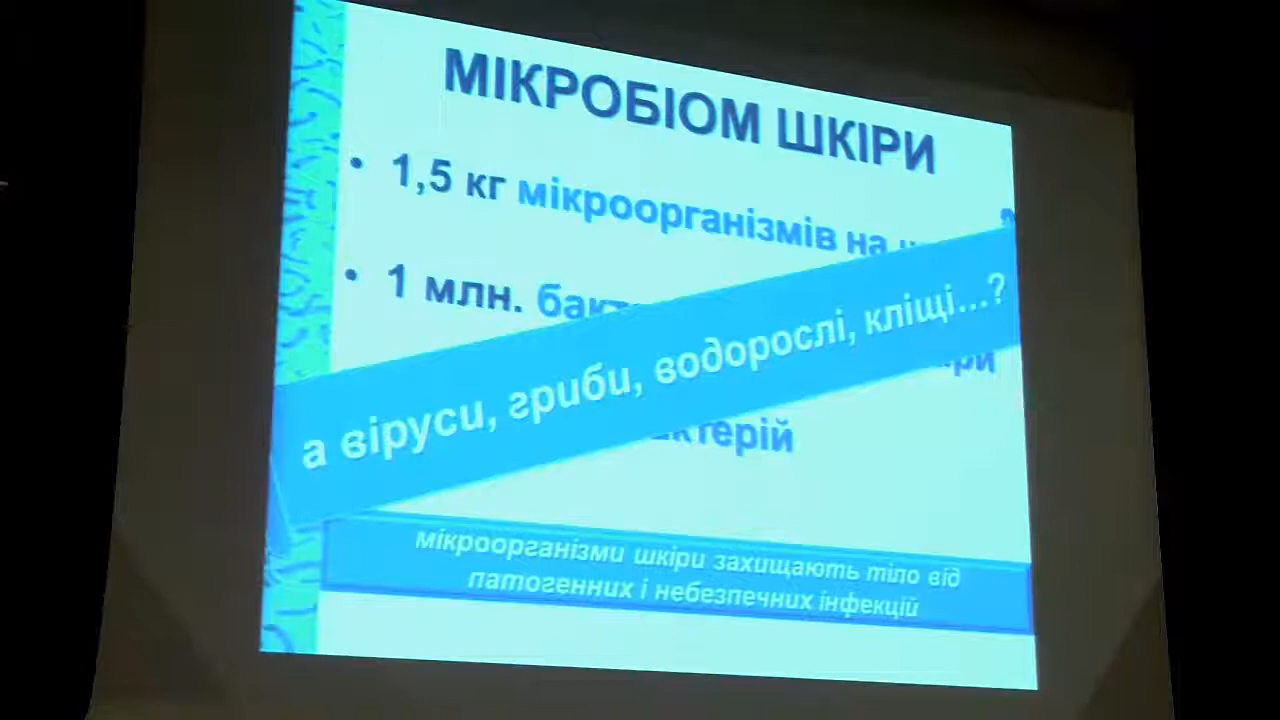 МІКРОБІОМ ШКІРИ
• 1,5 кг мікроорганізмів на
• 1 млн.
а віруси, гриби, водорослі, кліщі...?
мікроорганізми шкіри захищають тіло від
патогенних і небезпечних інфекцій